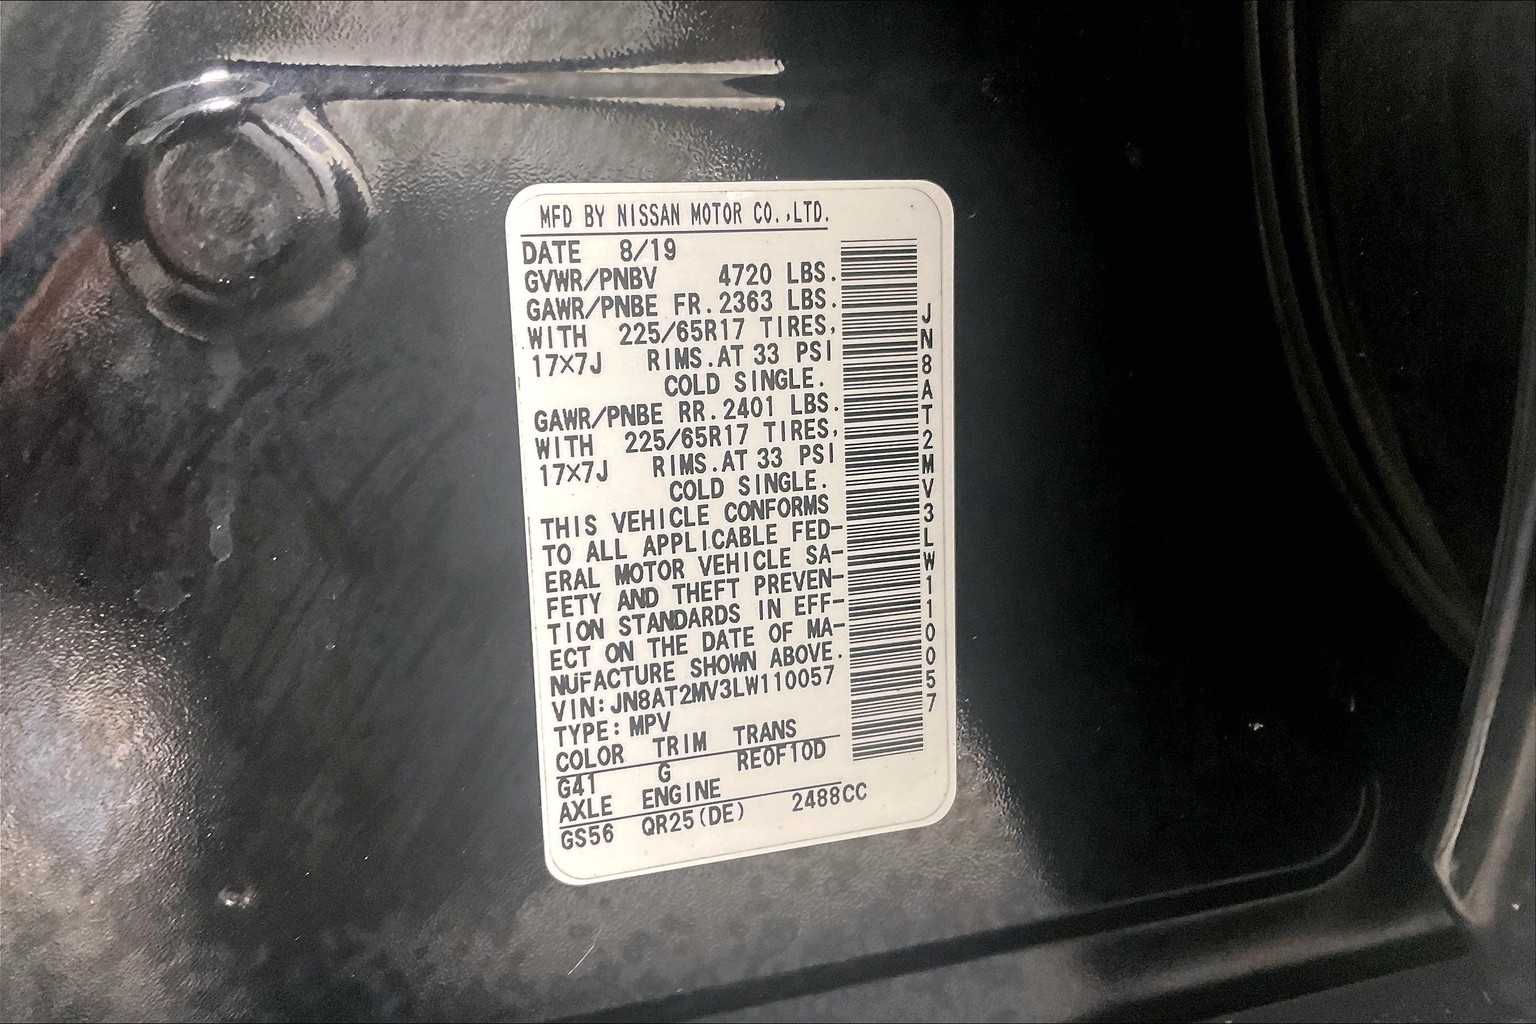 MFD BY NISSAN MOTOR CO.,LTD.
DATE 8/19
GVWR/PNBV 4720 LBS.
GAWR/PNBE FR.2363 LBS.
WITH 225/65R17 TIRES,
17X7J RIMS.AT 33 PSI
COLD SINGLE.
GAWR/PNBE RR.2401 LBS.
WITH 225/65R17 TIRES,
17X7J RIMS.AT 33 PSI
COLD SINGLE.
THIS VEHICLE CONFORMS
TO ALL APPLICABLE FED-
ERAL MOTOR VEHICLE SA-
FETY AND THEFT PREVEN-
TION STANDARDS IN EFF-
ECT ON THE DATE OF MA-
NUFACTURE SHOWN ABOVE.
VIN:JN8AT2MV3LW110057
TYPE:MPV
COLOR TRIM TRANS
G41 G RE0F10D
AXLE ENGINE
GS56 QR25(DE) 2488CC
JN8AT2MV3LW110057